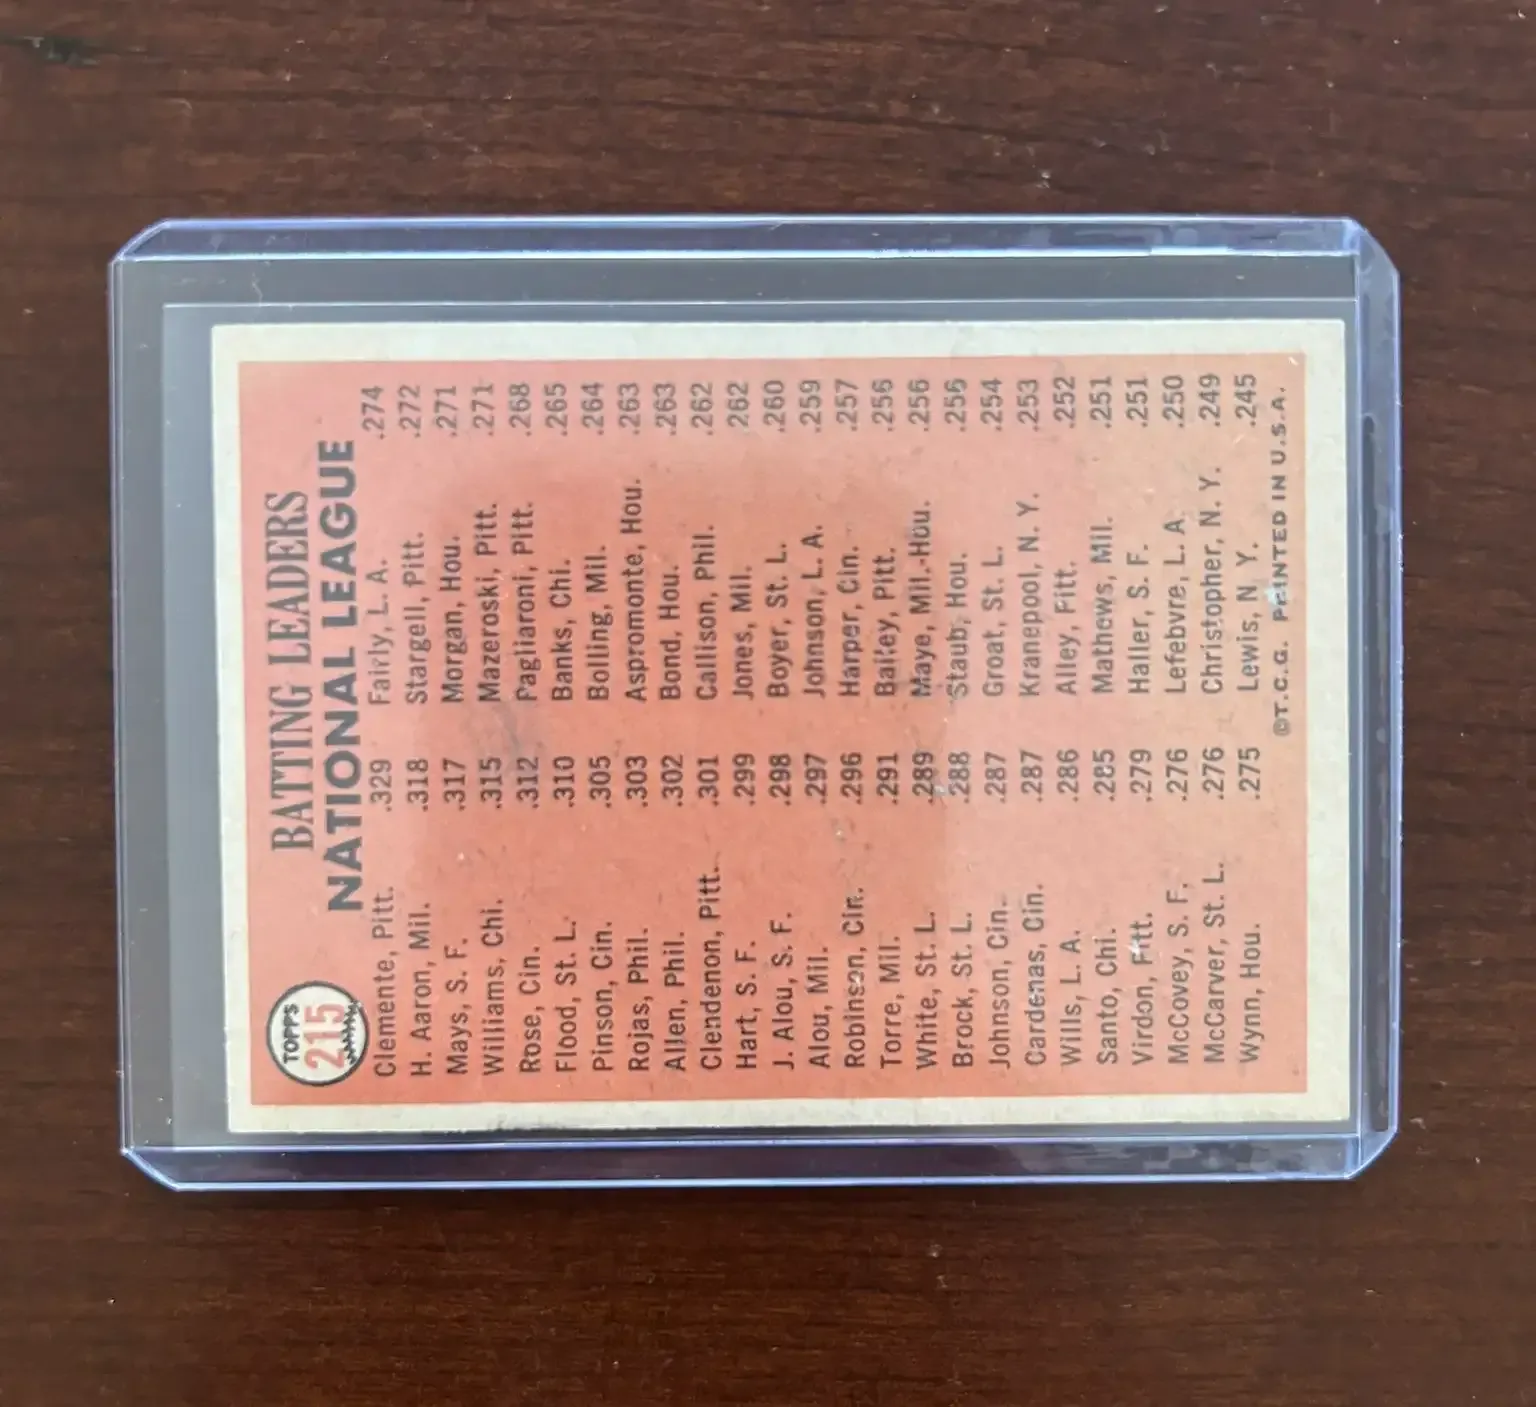 TOPPS
215
BATTING LEADERS
NATIONAL LEAGUE
Clemente, Pitt. .329 Fairly, L. A. .274
H. Aaron, Mil. .318 Stargell, Pitt. .272
Mays, S. F. .317 Morgan, Hou. .271
Williams, Chi. .315 Mazeroski, Pitt. .271
Rose, Cin. .312 Pagliaroni, Pitt. .268
Flood, St. L. .310 Banks, Chi. .265
Pinson, Cin. .305 Bolling, Mil. .264
Rojas, Phil. .303 Aspromonte, Hou. .263
Allen, Phil. .302 Bond, Hou. .263
Clendenon, Pitt. .301 Callison, Phil. .262
Hart, S. F. .299 Jones, Mil. .262
J. Alou, S. F. .298 Boyer, St. L. .260
Alou, Mil. .297 Johnson, L. A. .259
Robinson, Cin. .296 Harper, Cin. .257
Torre, Mil. .291 Bailey, Pitt. .256
White, St. L. .289 Maye, Mil.-Hou. .256
Brock, St. L. .288 Staub, Hou. .256
Johnson, Cin. .287 Groat, St. L. .254
Cardenas, Cin. .287 Kranepool, N. Y. .253
Wills, L. A. .286 Alley, Pitt. .252
Santo, Chi. .285 Mathews, Mil. .251
Virdon, Pitt. .279 Haller, S. F. .251
McCovey, S. F. .276 Lefebvre, L. A .250
McCarver, St. L. .276 Christopher, N. Y. .249
Wynn, Hou. .275 Lewis, N. Y. .245
©T.C.G. PRINTED IN U.S.A.